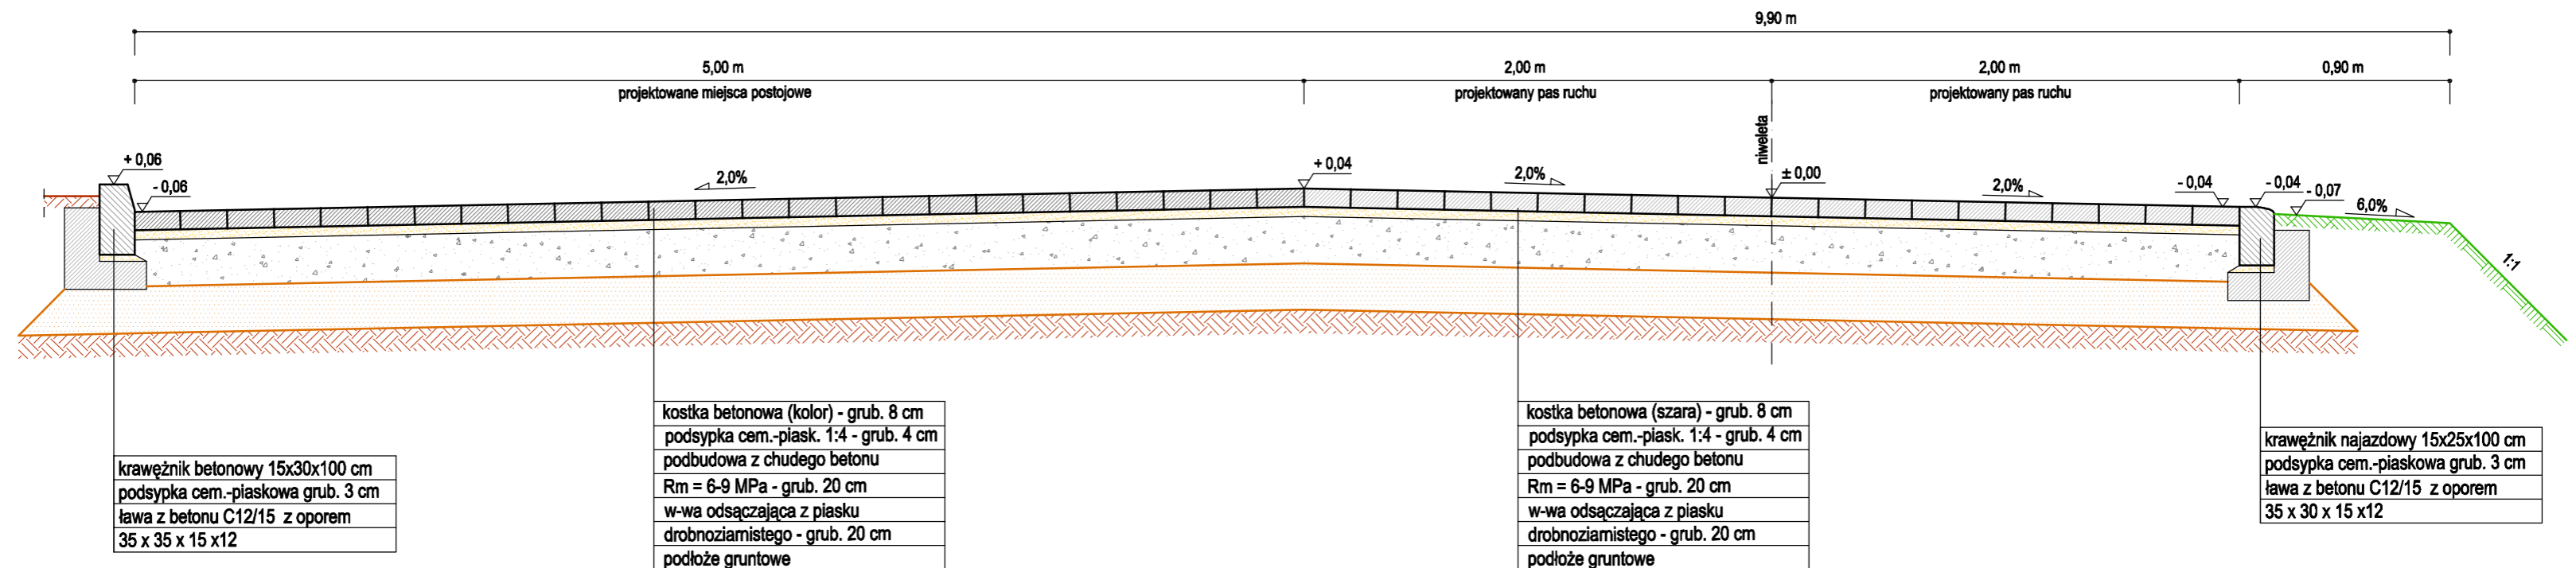 9,90 m
5,00 m
2,00 m
2,00 m
0,90 m
projektowane miejsca postojowe
projektowany pas ruchu
projektowany pas ruchu
niweleta
+ 0,06
- 0,06
2,0%
+ 0,04
2,0%
± 0,00
2,0%
- 0,04
- 0,04
- 0,07
6,0%
1:1
krawężnik betonowy 15x30x100 cm
podsypka cem.-piaskowa grub. 3 cm
ława z betonu C12/15 z oporem
35 x 35 x 15 x12
kostka betonowa (kolor) - grub. 8 cm
podsypka cem.-piask. 1:4 - grub. 4 cm
podbudowa z chudego betonu
Rm = 6-9 MPa - grub. 20 cm
w-wa odsączająca z piasku
drobnoziarnistego - grub. 20 cm
podłoże gruntowe
kostka betonowa (szara) - grub. 8 cm
podsypka cem.-piask. 1:4 - grub. 4 cm
podbudowa z chudego betonu
Rm = 6-9 MPa - grub. 20 cm
w-wa odsączająca z piasku
drobnoziarnistego - grub. 20 cm
podłoże gruntowe
krawężnik najazdowy 15x25x100 cm
podsypka cem.-piaskowa grub. 3 cm
ława z betonu C12/15 z oporem
35 x 30 x 15 x12